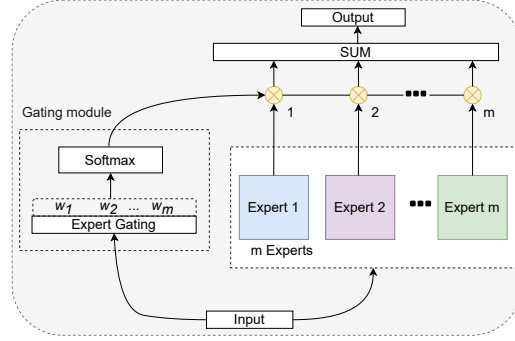 Output
SUM
1 2 m
Gating module
Softmax
w1 w2 ... wm
Expert Gating
Expert 1 Expert 2 Expert m
m Experts
Input